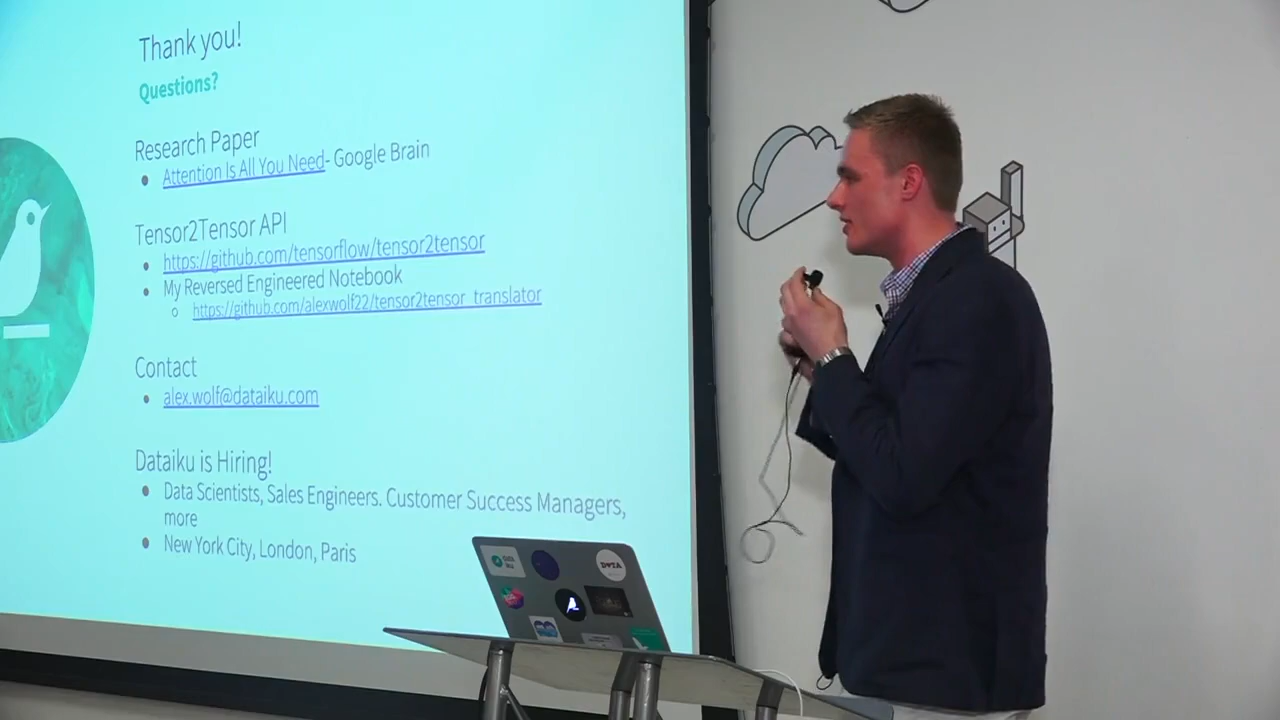 Thank you!
Questions?
Research Paper
● Attention Is All You Need- Google Brain
Tensor2Tensor API
● https://github.com/tensorflow/tensor2tensor
● My Reversed Engineered Notebook
○ https://github.com/alexwolf22/tensor2tensor_translator
Contact
● alex.wolf@dataiku.com
Dataiku is Hiring!
● Data Scientists, Sales Engineers. Customer Success Managers,
more
● New York City, London, Paris